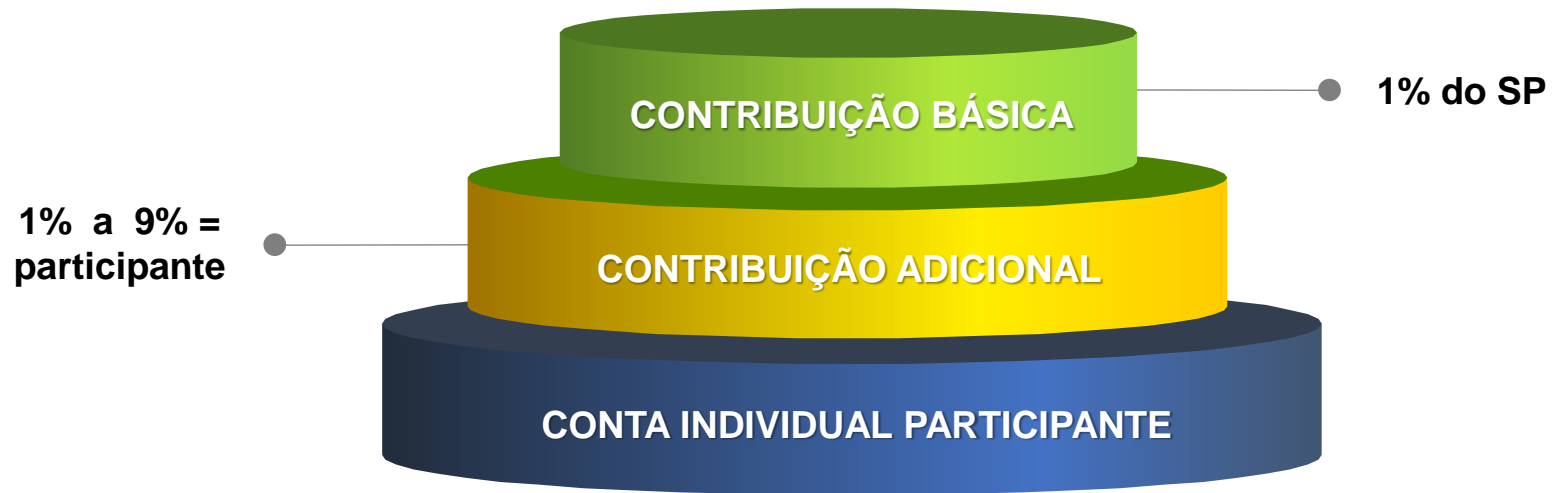 CONTRIBUIÇÃO BÁSICA
1% do SP
1% a 9% =
participante
CONTRIBUIÇÃO ADICIONAL
CONTA INDIVIDUAL PARTICIPANTE